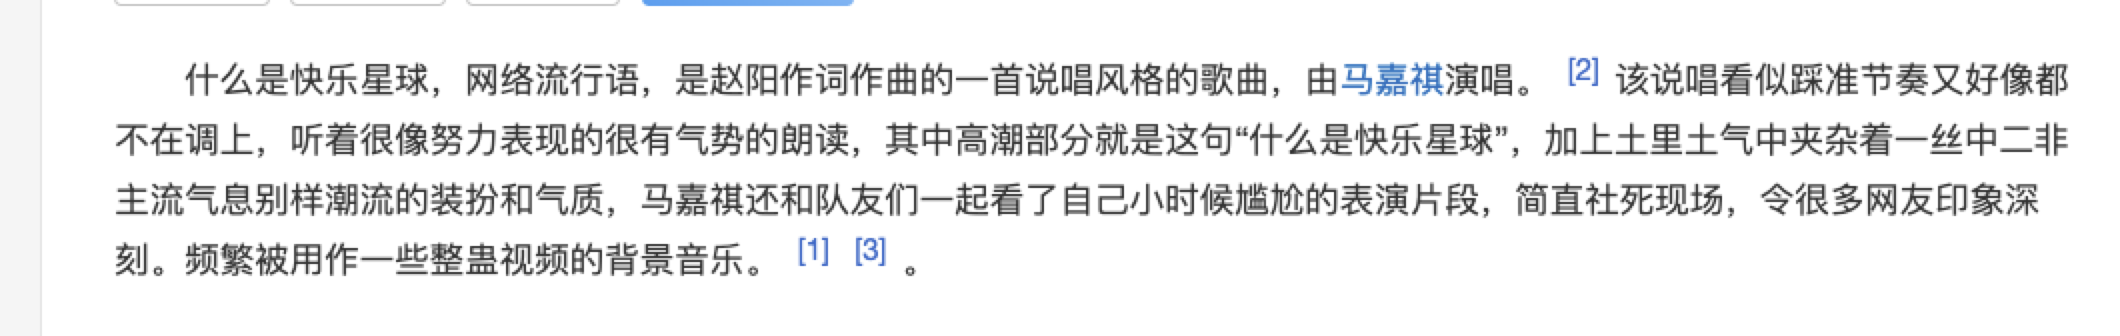 什么是快乐星球，网络流行语，是赵阳作词作曲的一首说唱风格的歌曲，由马嘉祺演唱。 [2] 该说唱看似踩准节奏又好像都
不在调上，听着很像努力表现的很有气势的朗读，其中高潮部分就是这句“什么是快乐星球”，加上土里土气中夹杂着一丝中二非
主流气息别样潮流的装扮和气质，马嘉祺还和队友们一起看了自己小时候尴尬的表演片段，简直社死现场，令很多网友印象深
刻。频繁被用作一些整蛊视频的背景音乐。 [1] [3] 。